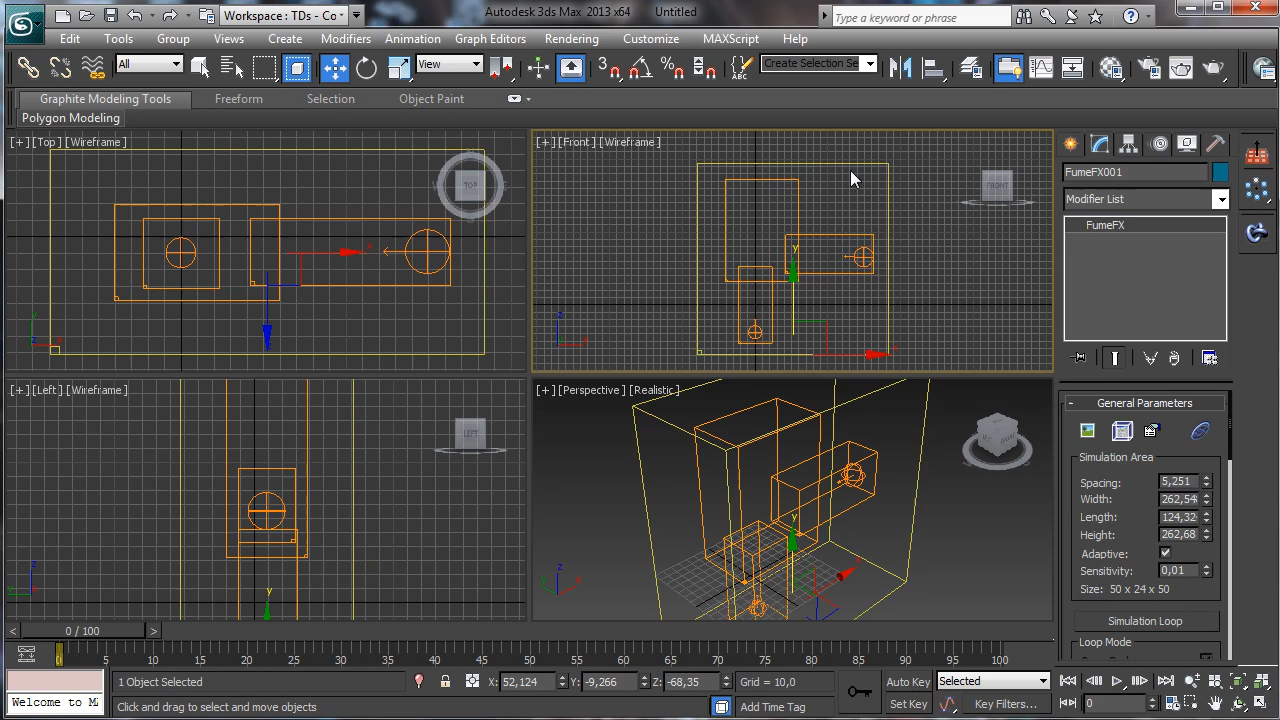 Workspace : TDs - Co
Autodesk 3ds Max 2013 x64
Untitled
Type a keyword or phrase
Edit
Tools
Group
Views
Create
Modifiers
Animation
Graph Editors
Rendering
Customize
MAXScript
Help
All
View
Create Selection Se
Graphite Modeling Tools
Freeform
Selection
Object Paint
Polygon Modeling
[+] [Top] [Wireframe]
TOP
[+] [Front] [Wireframe]
FRONT
[+] [Left] [Wireframe]
LEFT
[+] [Perspective] [Realistic]
FumeFX001
Modifier List
FumeFX
- General Parameters
Simulation Area
Spacing: 5,251
Width: 262,54
Length: 124,32
Height: 262,68
Adaptive:
Sensitivity: 0,01
Size: 50 x 24 x 50
Simulation Loop
Loop Mode
< 0 / 100 >
0 5 10 15 20 25 30 35 40 45 50 55 60 65 70 75 80 85 90 95 100
1 Object Selected
X: 52,124 Y: -9,266 Z: -68,35
Grid = 10,0
Auto Key
Selected
Welcome to M
Click and drag to select and move objects
Add Time Tag
Set Key
Key Filters...
0